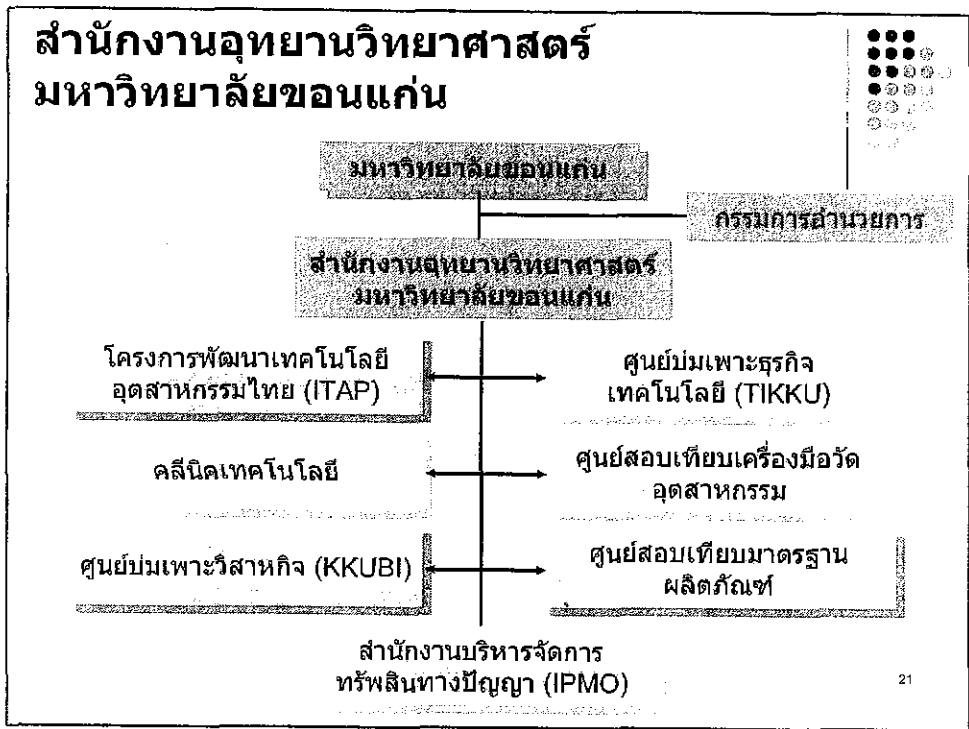 สำนักงานอุทยานวิทยาศาสตร์
มหาวิทยาลัยขอนแก่น
มหาวิทยาลัยขอนแก่น
กรรมการอำนวยการ
สำนักงานอุทยานวิทยาศาสตร์
มหาวิทยาลัยขอนแก่น
โครงการพัฒนาเทคโนโลยี
อุตสาหกรรมไทย (ITAP)
ศูนย์บ่มเพาะธุรกิจ
เทคโนโลยี (TIKKU)
คลีนิคเทคโนโลยี
ศูนย์สอบเทียบเครื่องมือวัด
อุตสาหกรรม
ศูนย์บ่มเพาะวิสาหกิจ (KKUBI)
ศูนย์สอบเทียบมาตรฐาน
ผลิตภัณฑ์
สำนักงานบริหารจัดการ
ทรัพสินทางปัญญา (IPMO)
21